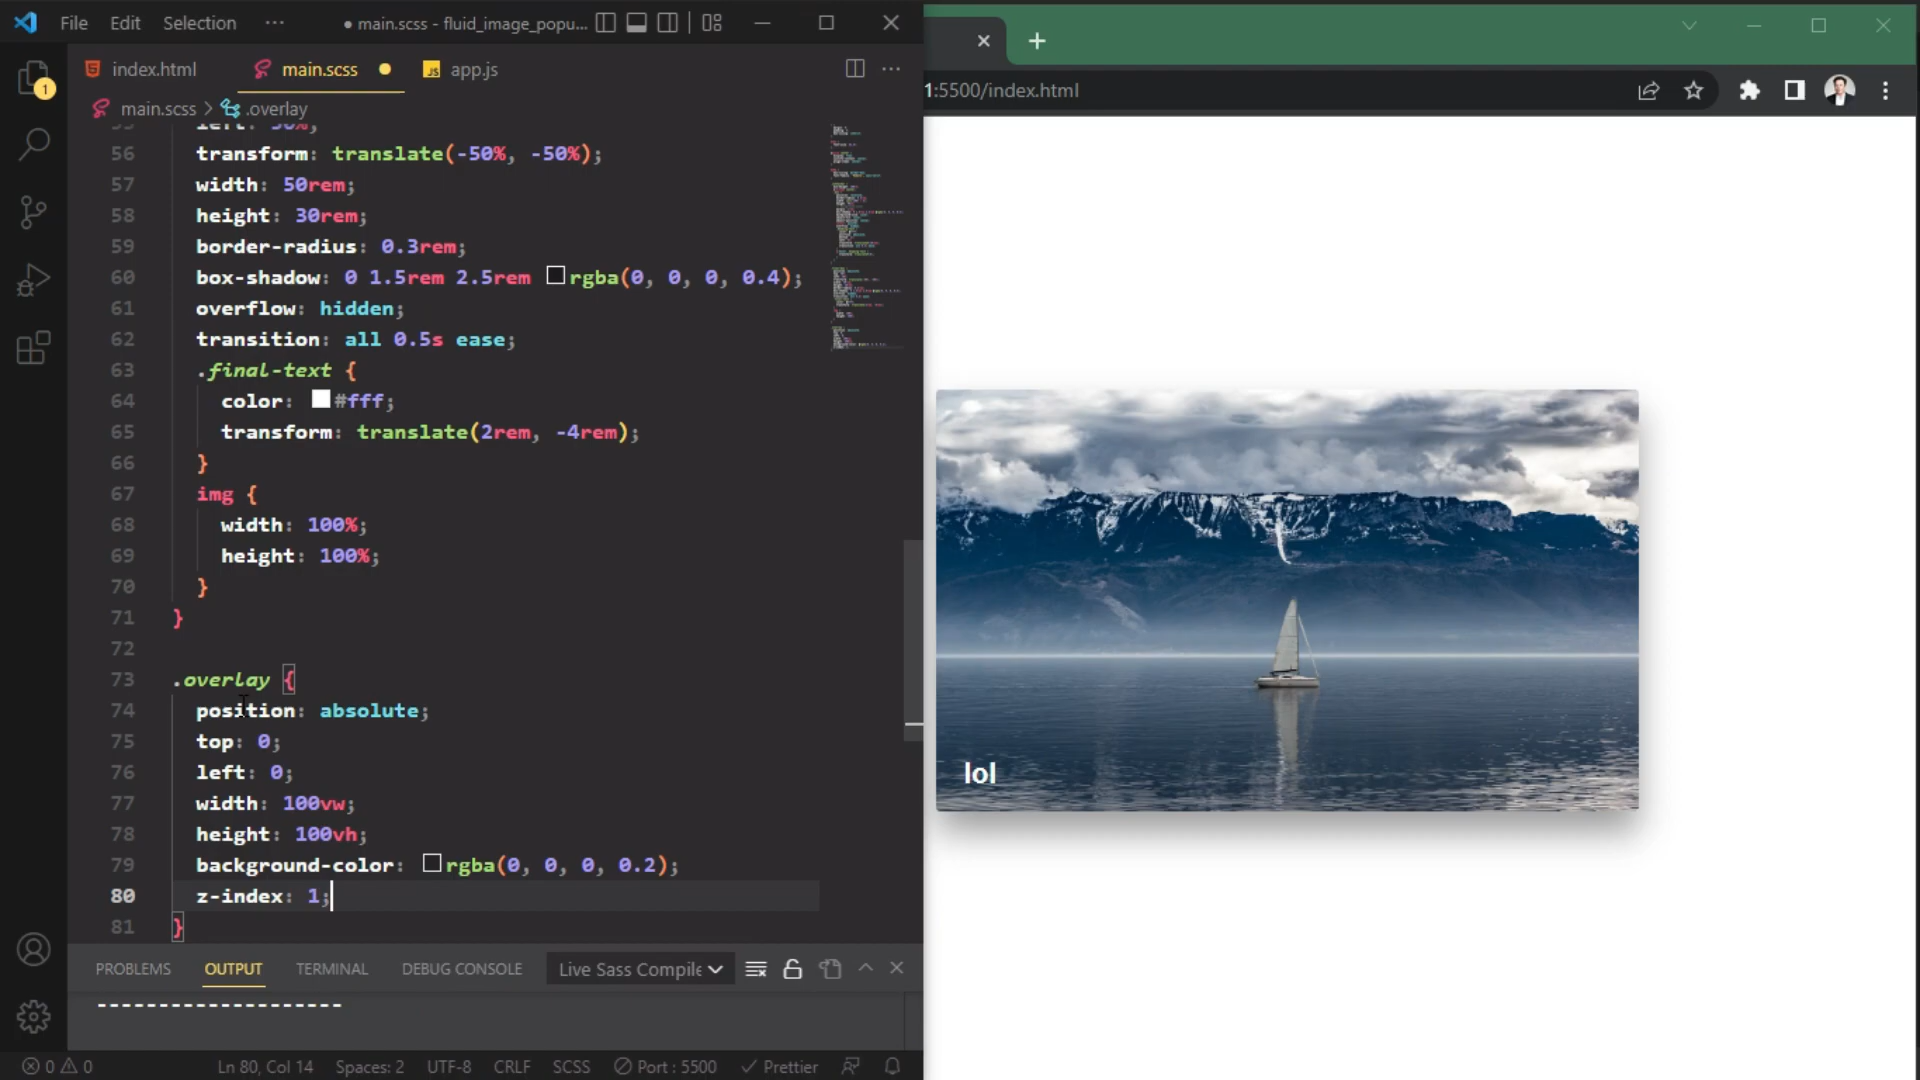 File Edit Selection ··· ● main.scss - fluid_image_popu...
index.html main.scss app.js
main.scss > .overlay
56 transform: translate(-50%, -50%);
57 width: 50rem;
58 height: 30rem;
59 border-radius: 0.3rem;
60 box-shadow: 0 1.5rem 2.5rem rgba(0, 0, 0, 0.4);
61 overflow: hidden;
62 transition: all 0.5s ease;
63 .final-text {
64 color: #fff;
65 transform: translate(2rem, -4rem);
66 }
67 img {
68 width: 100%;
69 height: 100%;
70 }
71 }
72
73 .overlay {
74 position: absolute;
75 top: 0;
76 left: 0;
77 width: 100vw;
78 height: 100vh;
79 background-color: rgba(0, 0, 0, 0.2);
80 z-index: 1;
81 }
PROBLEMS OUTPUT TERMINAL DEBUG CONSOLE Live Sass Compile
--------------------
0 0 Ln 80, Col 14 Spaces: 2 UTF-8 CRLF SCSS Port : 5500 Prettier
1
1:5500/index.html
lol